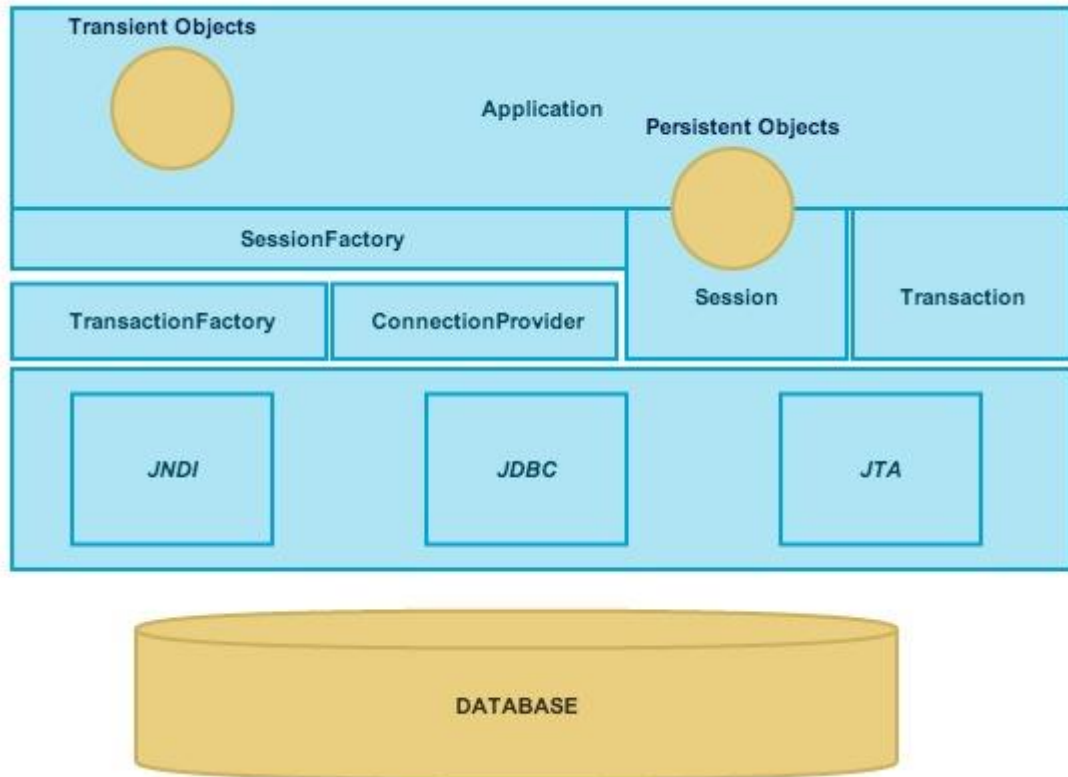 Transient Objects
Application
Persistent Objects
SessionFactory
Session
Transaction
TransactionFactory
ConnectionProvider
JNDI
JDBC
JTA
DATABASE